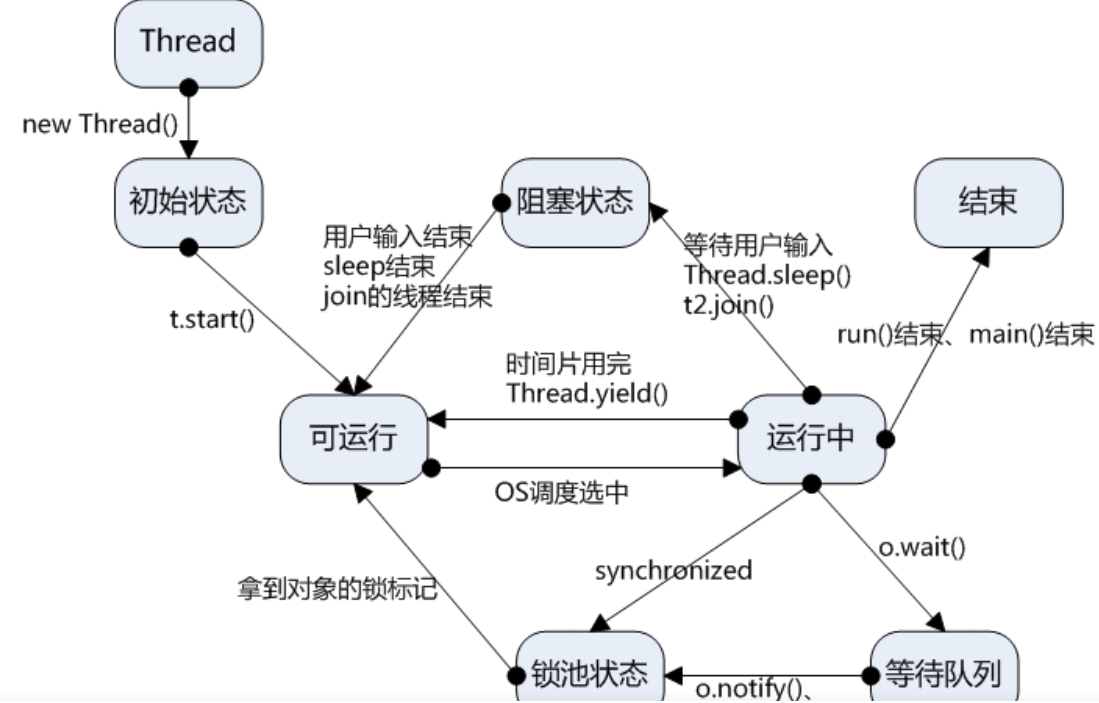 Thread
new Thread()
初始状态
阻塞状态
结束
用户输入结束
sleep结束
join的线程结束
等待用户输入
Thread.sleep()
t2.join()
t.start()
run()结束、main()结束
时间片用完
Thread.yield()
可运行
运行中
OS调度选中
o.wait()
synchronized
拿到对象的锁标记
锁池状态
等待队列
o.notify()、